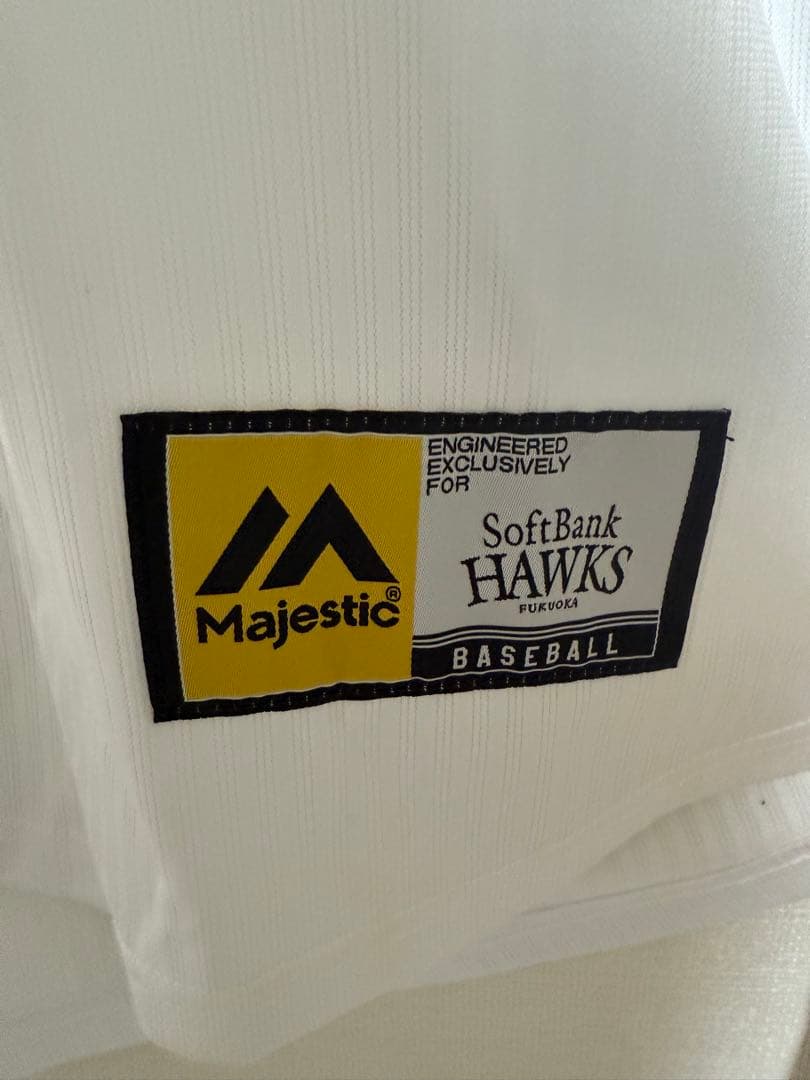 Majestic®
ENGINEERED
EXCLUSIVELY
FOR
SoftBank
HAWKS
FUKUOKA
BASEBALL